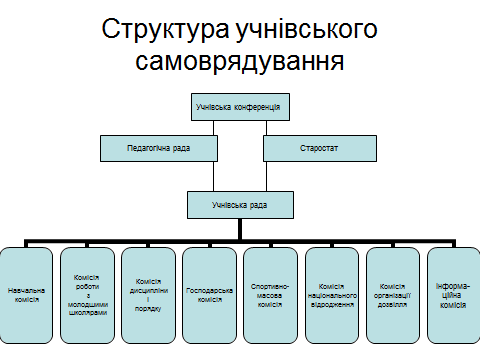 Структура учнівського
самоврядування
Учнівська конференція
Педагогічна рада
Старостат
Учнівська рада
Навчальна
комісія
Комісія
роботи
з
молодшими
школярами
Комісія
дисципліни
і
порядку
Господарська
комісія
Спортивно-
масова
комісія
Комісія
національного
відродження
Комісія
організації
дозвілля
Інформа-
ційна
комісія